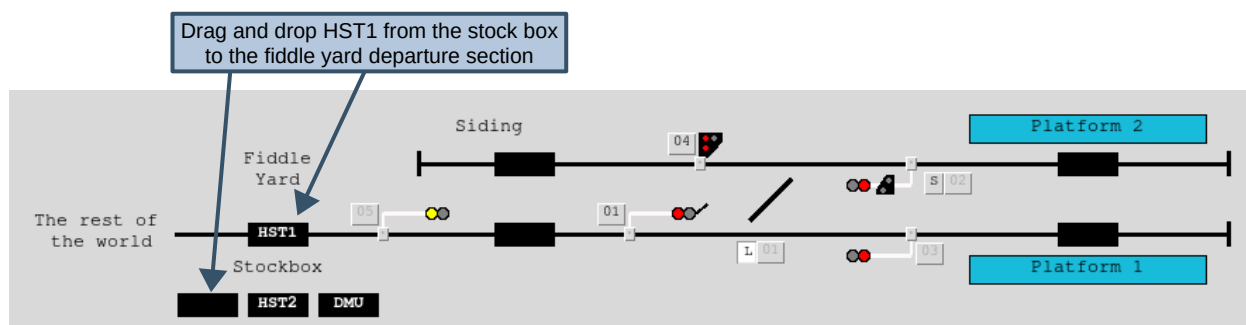 Drag and drop HST1 from the stock box
to the fiddle yard departure section
Siding
04
Platform 2
Fiddle
Yard
S 02
05
01
The rest of
the world
HST1
L 01
03
Stockbox
Platform 1
HST2
DMU